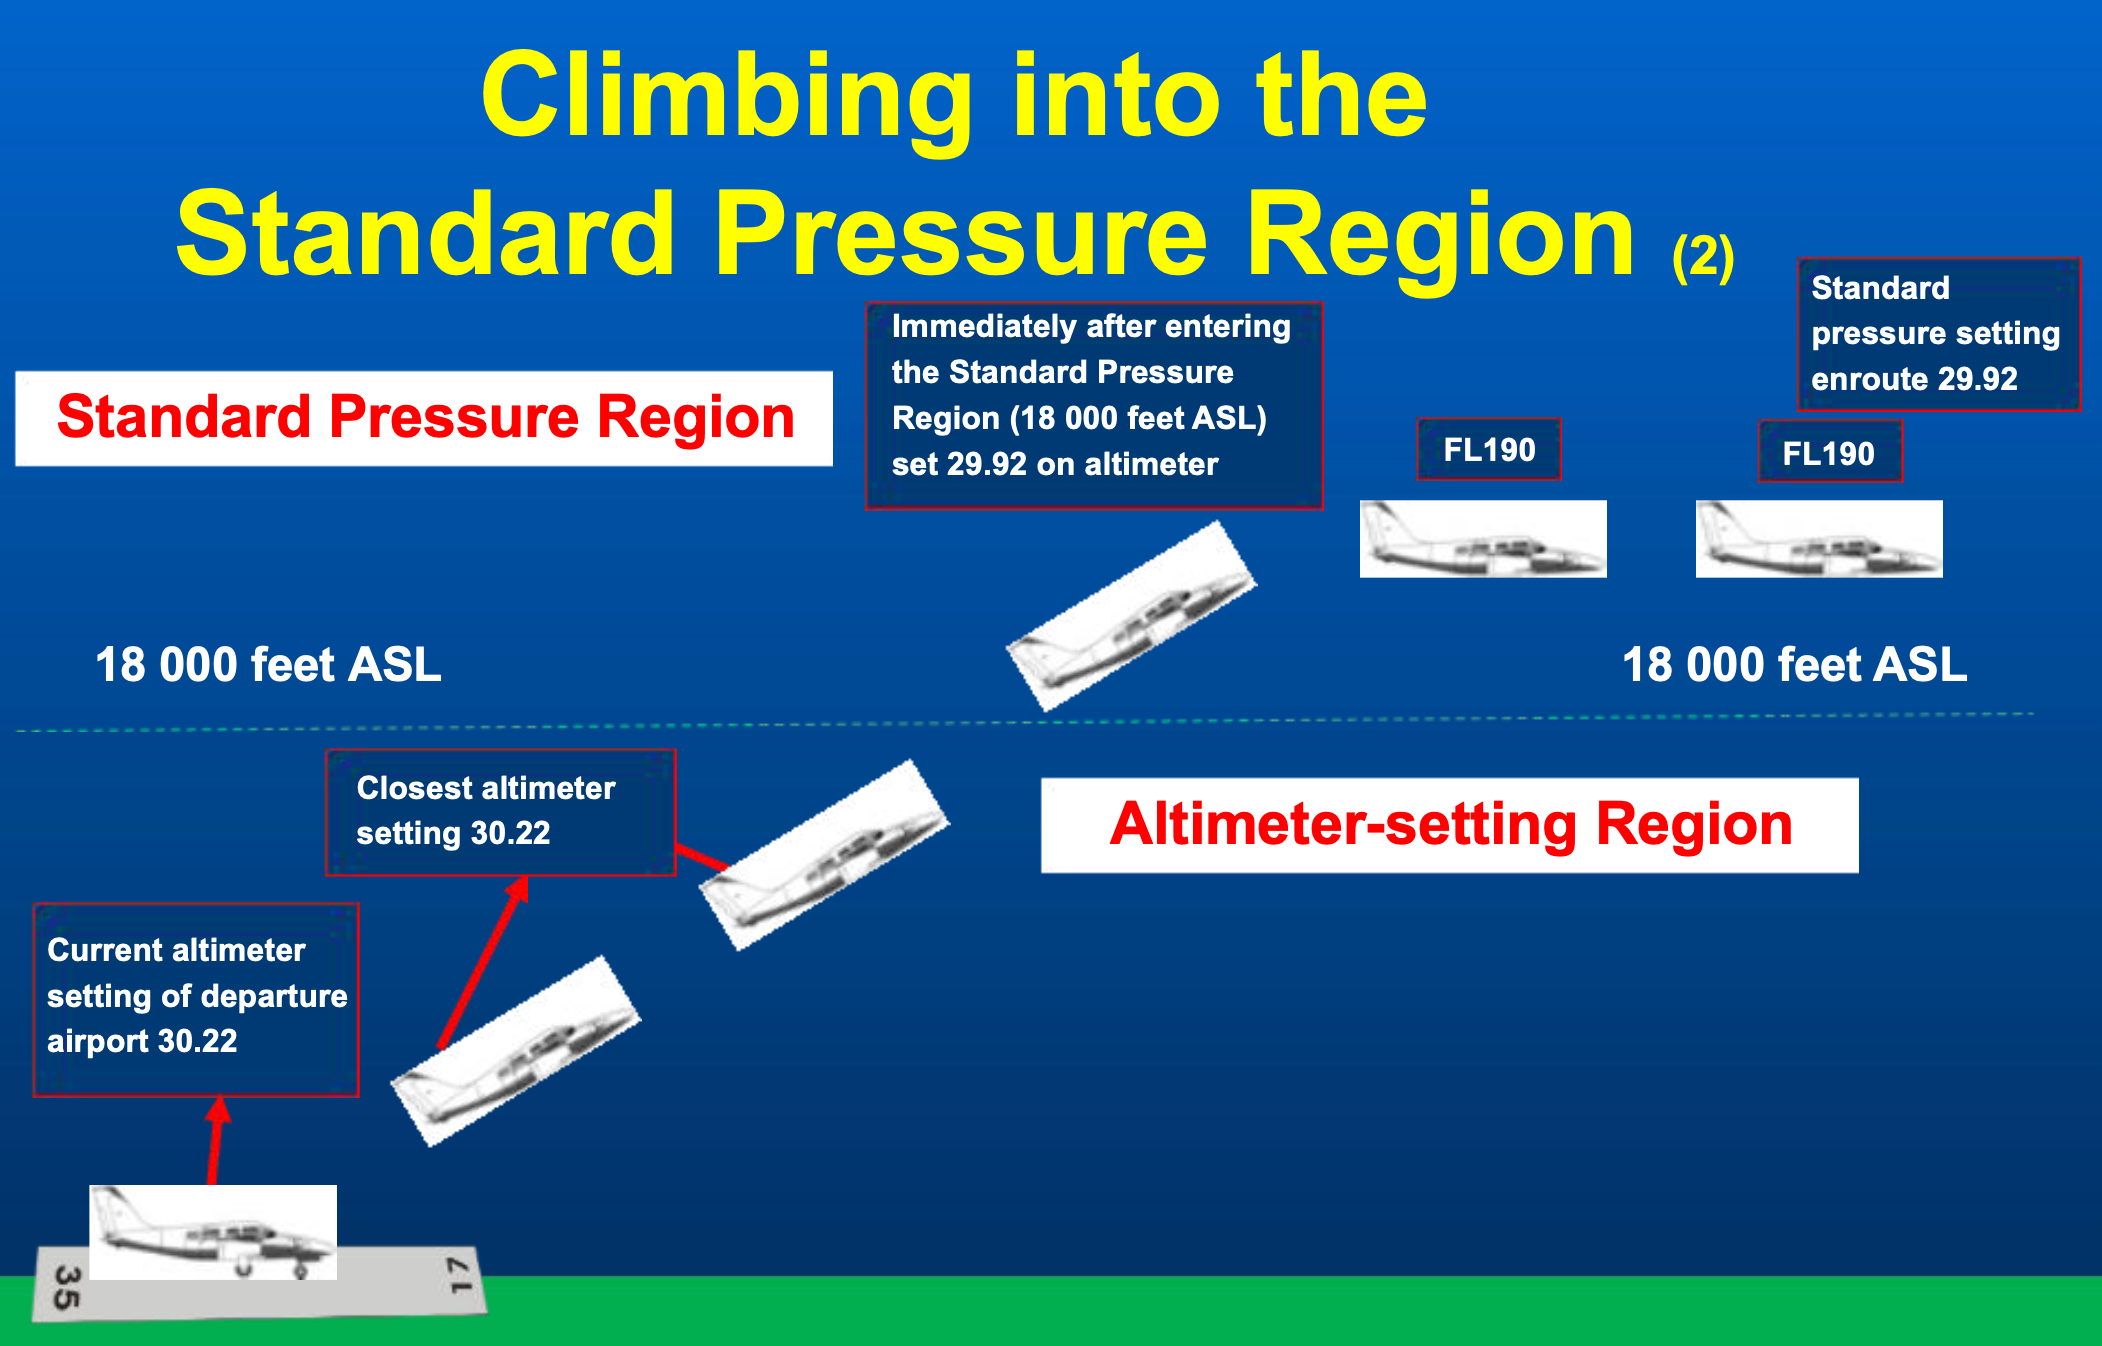 Climbing into the
Standard Pressure Region (2)
Standard
pressure setting
enroute 29.92
Immediately after entering
the Standard Pressure
Region (18 000 feet ASL)
set 29.92 on altimeter
Standard Pressure Region
FL190
FL190
18 000 feet ASL
18 000 feet ASL
Closest altimeter
setting 30.22
Altimeter-setting Region
Current altimeter
setting of departure
airport 30.22
35
17